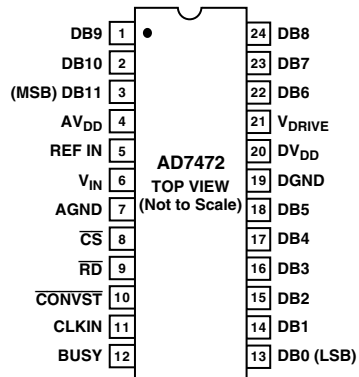 DB9 1 24 DB8
DB10 2 23 DB7
(MSB) DB11 3 22 DB6
AVDD 4 21 VDRIVE
REF IN 5 20 DVDD
VIN 6 19 DGND
AGND 7 18 DB5
CS 8 17 DB4
RD 9 16 DB3
CONVST 10 15 DB2
CLKIN 11 14 DB1
BUSY 12 13 DB0 (LSB)
AD7472
TOP VIEW
(Not to Scale)